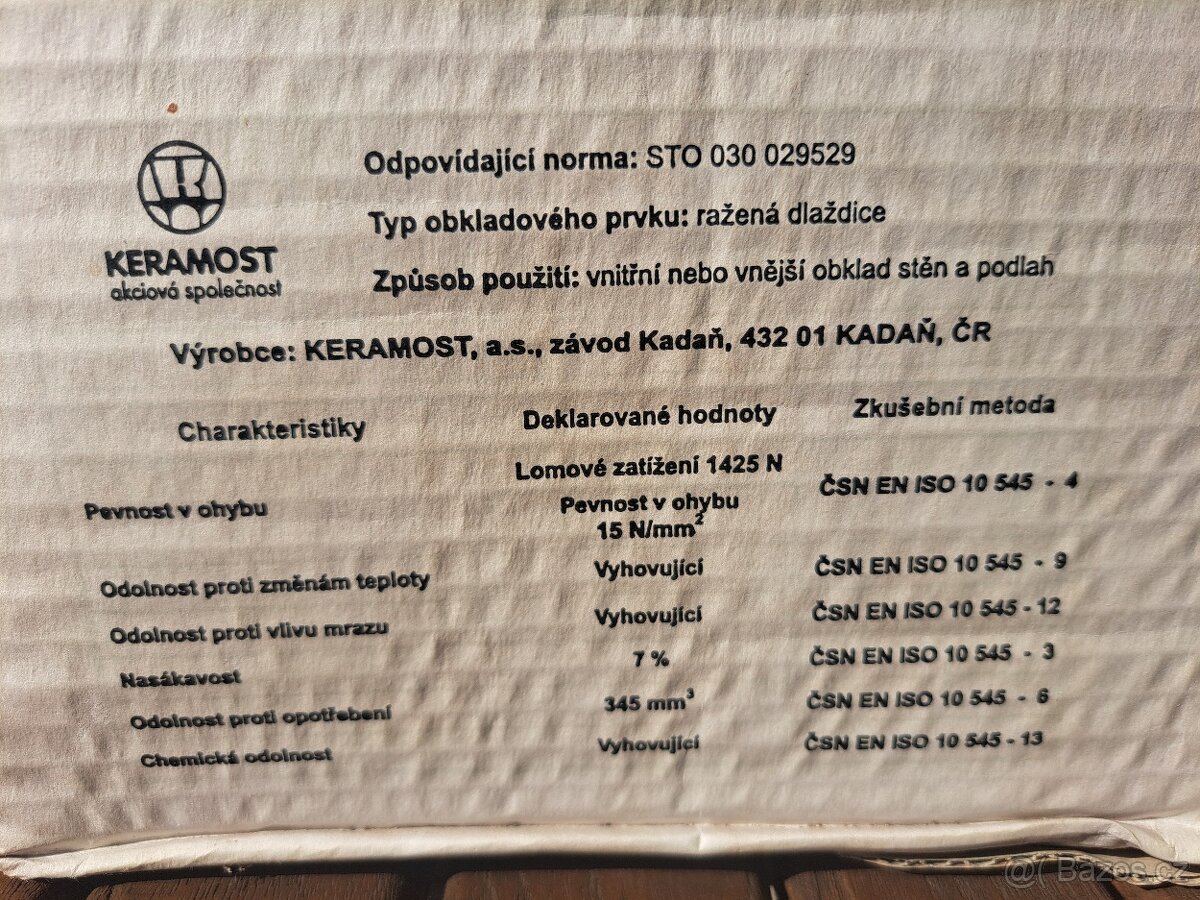 Odpovídající norma: STO 030 029529
Typ obkladového prvku: ražená dlaždice
KERAMOST
akciová společnost
Způsob použití: vnitřní nebo vnější obklad stěn a podlah
Výrobce: KERAMOST, a.s., závod Kadaň, 432 01 KADAŇ, ČR
Charakteristiky Deklarované hodnoty Zkušební metoda
Lomové zatížení 1425 N
Pevnost v ohybu Pevnost v ohybu ČSN EN ISO 10 545 - 4
15 N/mm²
Odolnost proti změnám teploty Vyhovující ČSN EN ISO 10 545 - 9
Odolnost proti vlivu mrazu Vyhovující ČSN EN ISO 10 545 - 12
Nasákavost 7 % ČSN EN ISO 10 545 - 3
Odolnost proti opotřebení 345 mm³ ČSN EN ISO 10 545 - 6
Chemická odolnost Vyhovující ČSN EN ISO 10 545 - 13
Bazos.cz